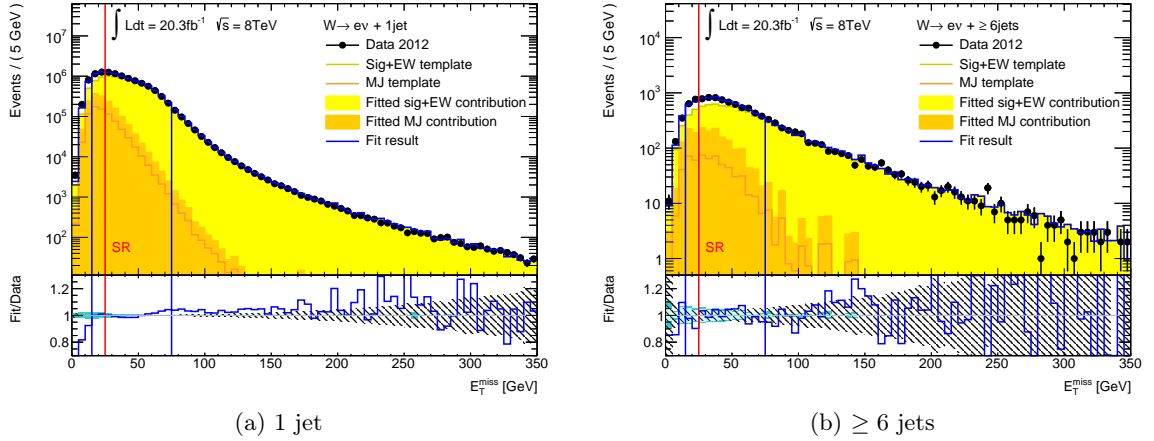 Events / ( 5 GeV )
10⁷
10⁶
10⁵
10⁴
10³
10²
∫ Ldt = 20.3fb⁻¹ √s = 8TeV
W→ eν + 1jet
Data 2012
Sig+EW template
MJ template
Fitted sig+EW contribution
Fitted MJ contribution
Fit result
SR
Fit/Data
1.2
1
0.8
0 50 100 150 200 250 300 350
E_T^miss [GeV]
(a) 1 jet
Events / ( 5 GeV )
10⁴
10³
10²
10
1
∫ Ldt = 20.3fb⁻¹ √s = 8TeV
W→ eν + ≥ 6jets
Data 2012
Sig+EW template
MJ template
Fitted sig+EW contribution
Fitted MJ contribution
Fit result
SR
Fit/Data
1.2
1
0.8
0 50 100 150 200 250 300 350
E_T^miss [GeV]
(b) ≥ 6 jets